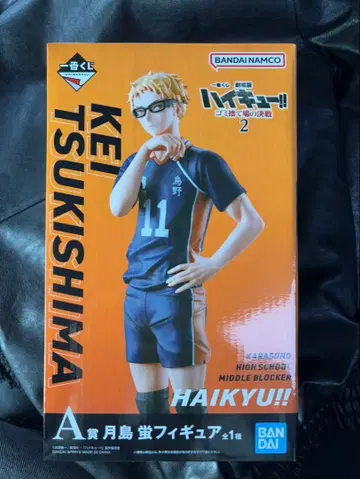 一番くじ
BANDAI NAMCO
一番くじ 劇場版
ハイキュー!!
ゴミ捨て場の決戦
2
KEI
TSUKISHIMA
烏野
11
KARASUNO
HIGH SCHOOL
MIDDLE BLOCKER
HAIKYU!!
A賞 月島 蛍フィギュア 全1種
BAN
DAI